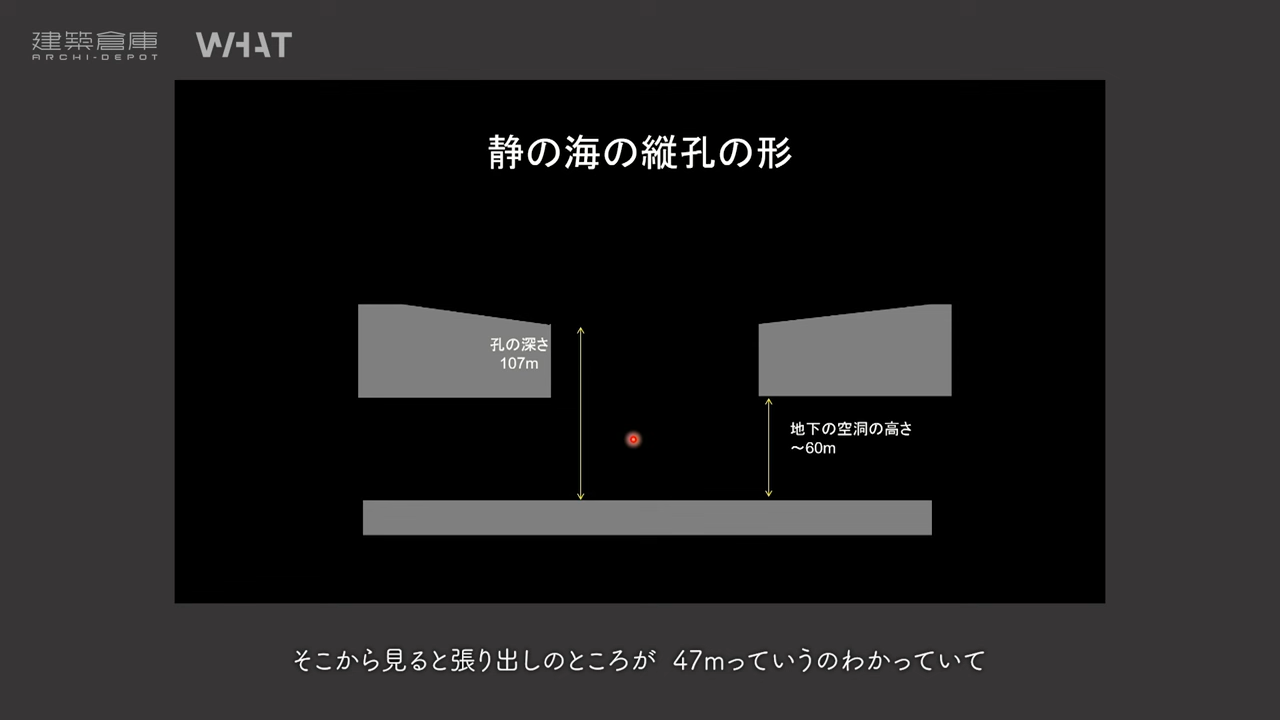 建築倉庫
ARCHI-DEPOT
WHAT
静の海の縦孔の形
孔の深さ
107m
地下の空洞の高さ
～60m
そこから見ると張り出しのところが 47mっていうのわかっていて